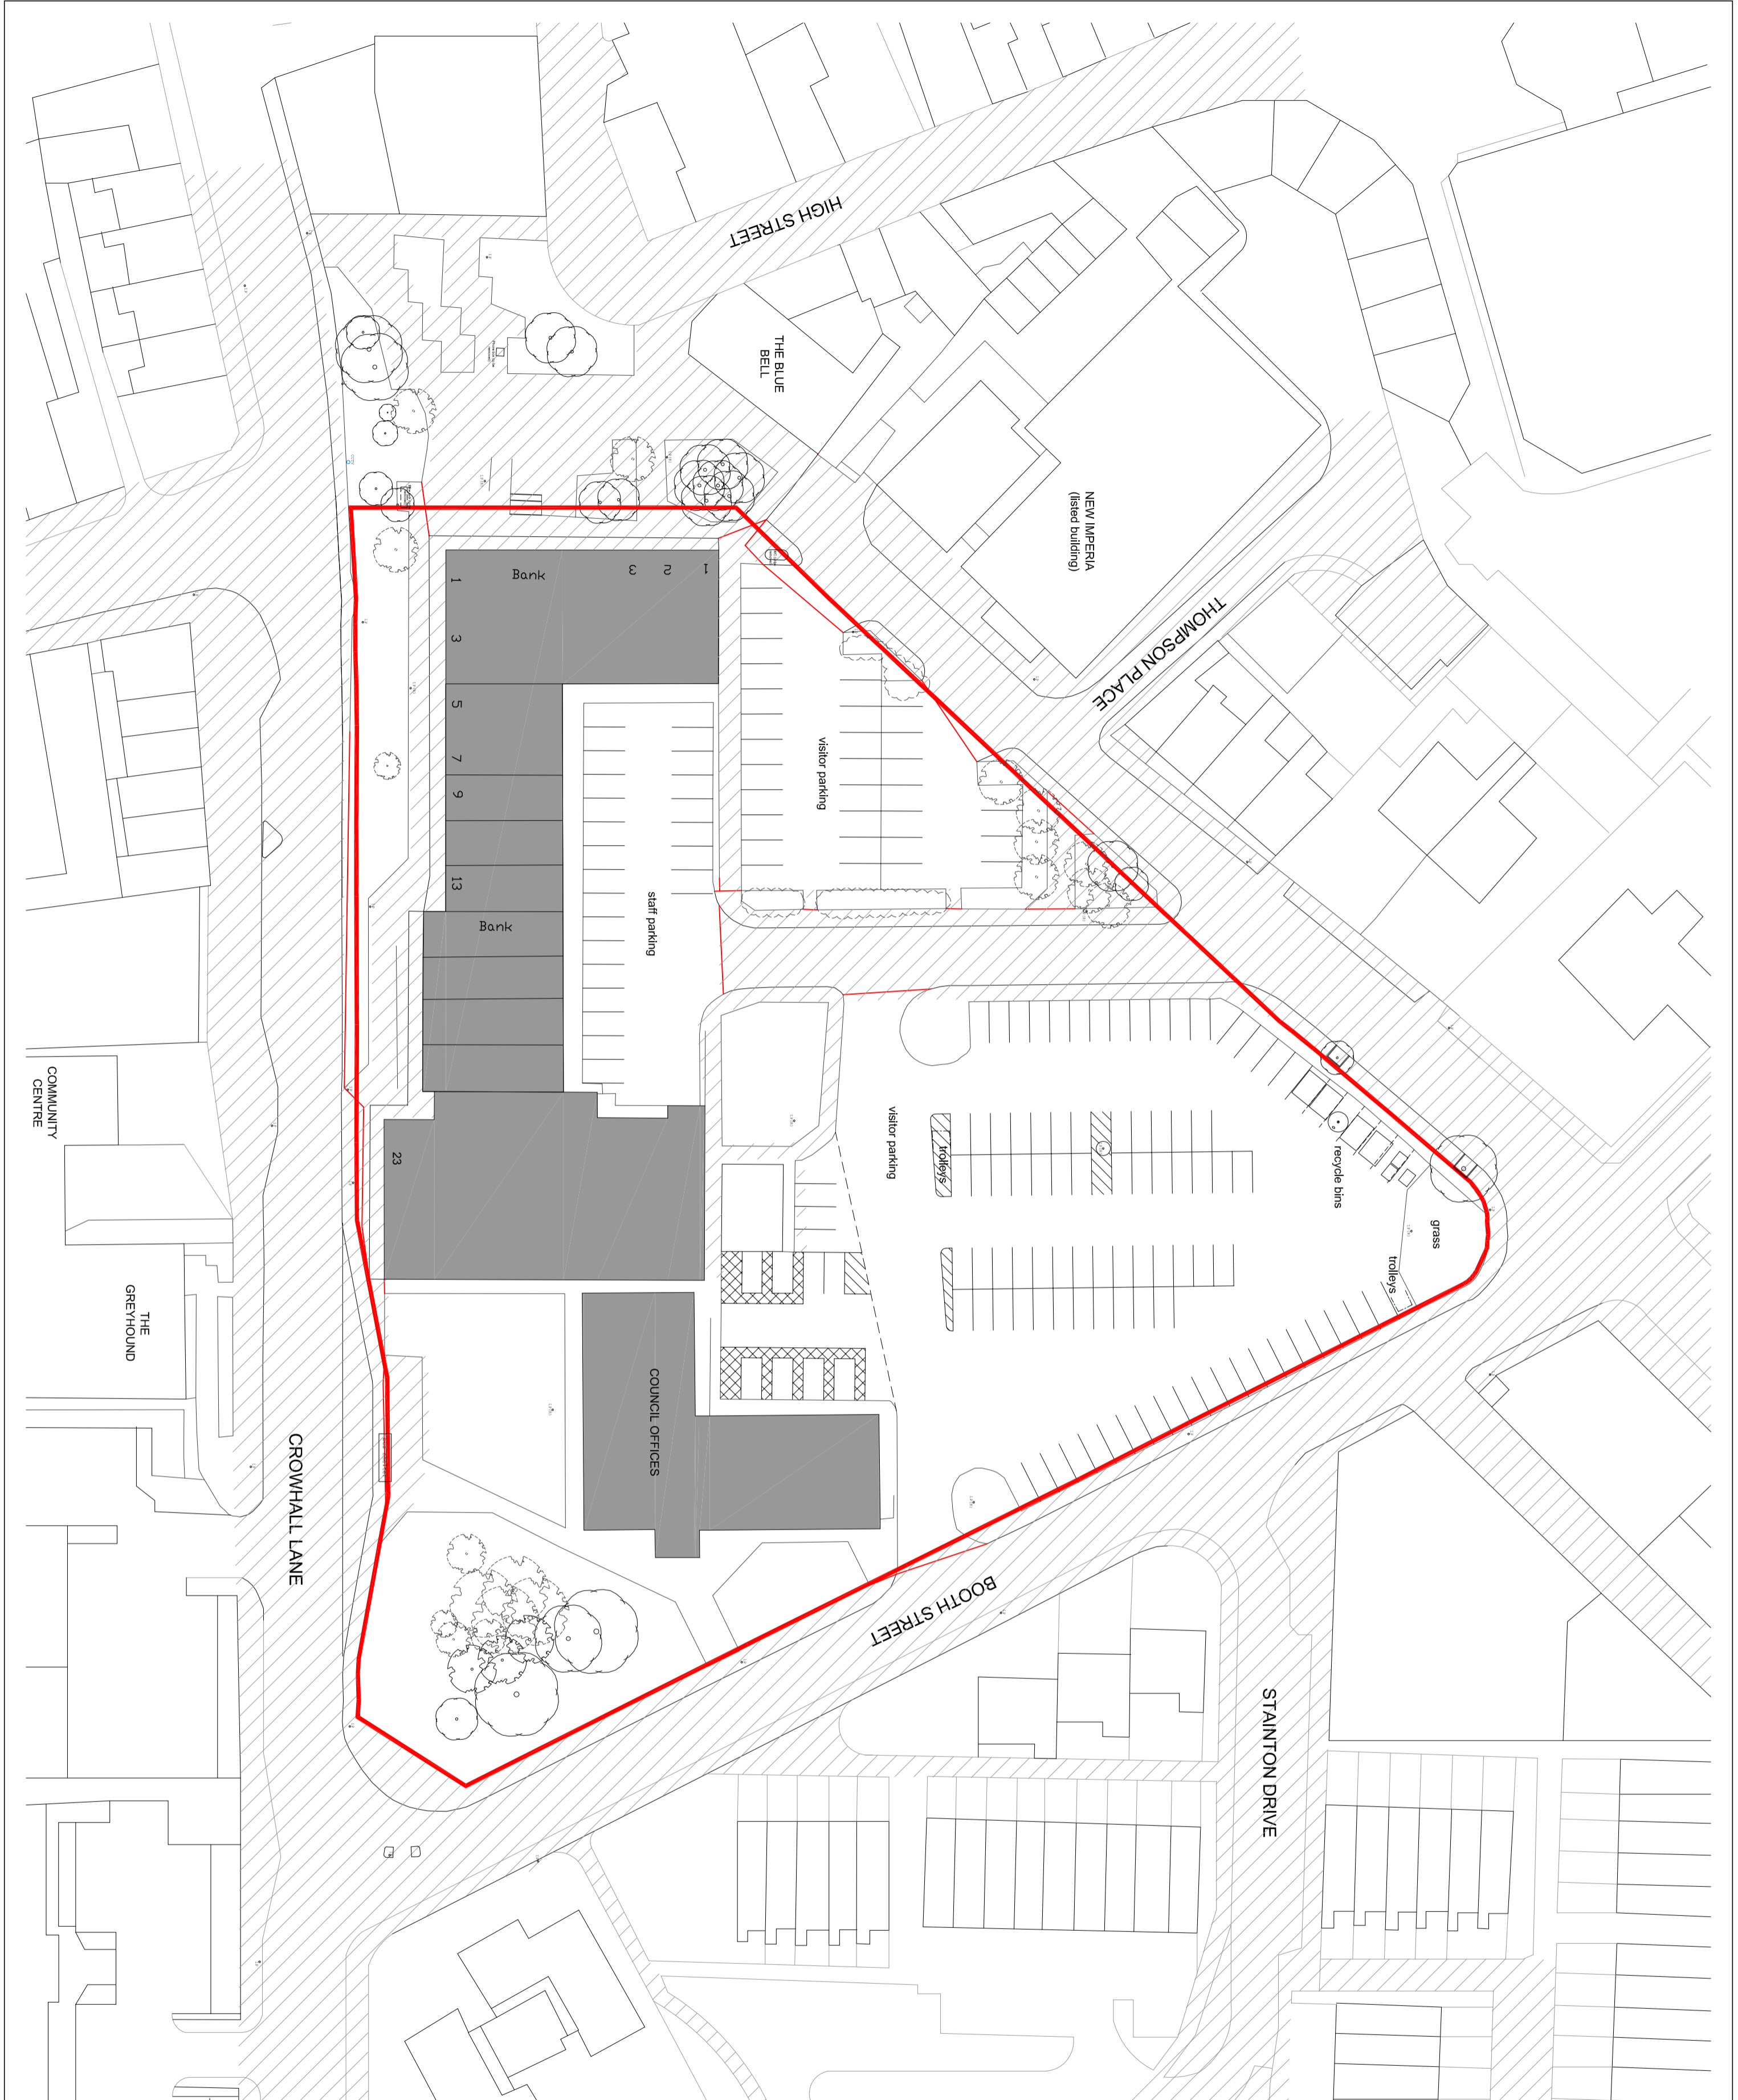 HIGH STREET
THE BLUE
BELL
NEW IMPERIA
(listed building)
THOMPSON PLACE
Bank
3
2
1
1
3
5
7
9
13
Bank
23
visitor parking
staff parking
visitor parking
trolleys
recycle bins
grass
trolleys
COMMUNITY
CENTRE
THE
GREYHOUND
CROWHALL LANE
COUNCIL OFFICES
BOOTH STREET
STAINTON DRIVE